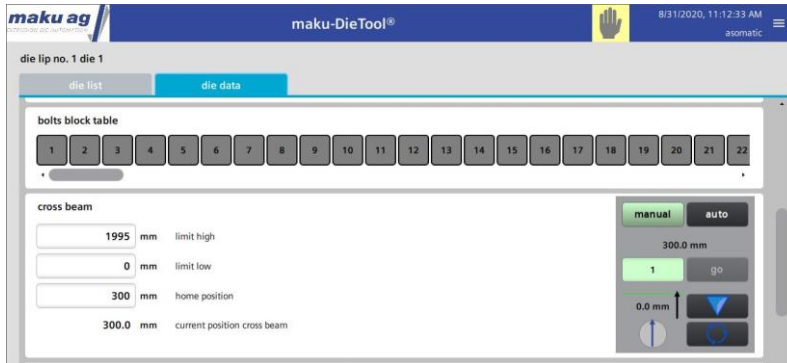 maku ag
EXTRUSION DIE AUTOMATION
maku-DieTool®
8/31/2020, 11:12:33 AM
asomatic
die lip no. 1 die 1
die list
die data
bolts block table
1 2 3 4 5 6 7 8 9 10 11 12 13 14 15 16 17 18 19 20 21 22
cross beam
1995 mm limit high
0 mm limit low
300 mm home position
300.0 mm current position cross beam
manual auto
300.0 mm
1 go
0.0 mm